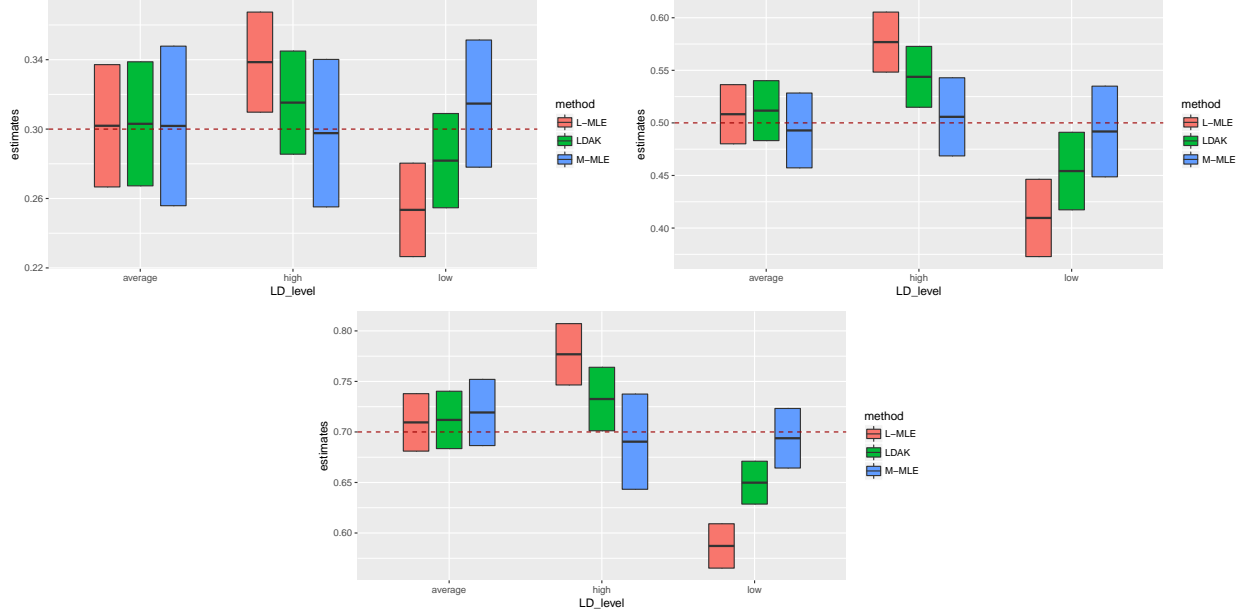 estimates
0.34
0.30
0.26
0.22
average
high
low
LD_level
method
L-MLE
LDAK
M-MLE
estimates
0.60
0.55
0.50
0.45
0.40
average
high
low
LD_level
method
L-MLE
LDAK
M-MLE
estimates
0.80
0.75
0.70
0.65
0.60
average
high
low
LD_level
method
L-MLE
LDAK
M-MLE